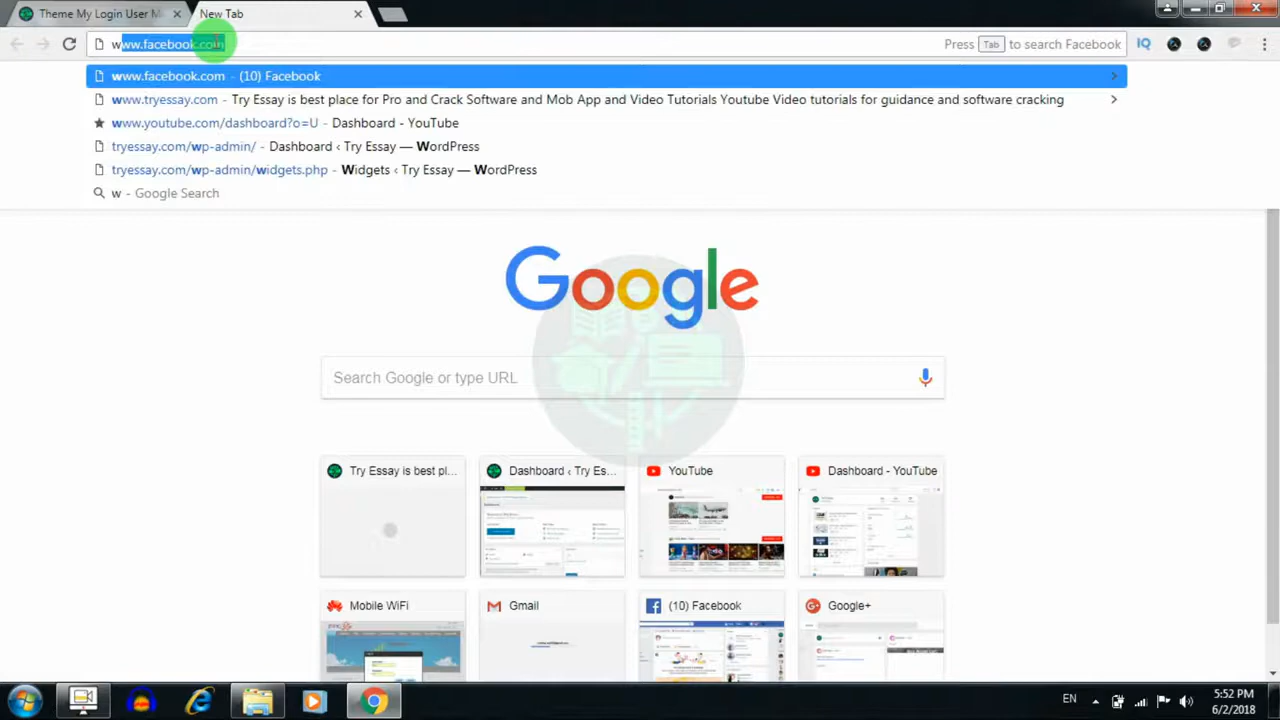 Theme My Login User M
New Tab
www.facebook.com
Press Tab to search Facebook
www.facebook.com - (10) Facebook
www.tryessay.com - Try Essay is best place for Pro and Crack Software and Mob App and Video Tutorials Youtube Video tutorials for guidance and software cracking
www.youtube.com/dashboard?o=U - Dashboard - YouTube
tryessay.com/wp-admin/ - Dashboard ‹ Try Essay — WordPress
tryessay.com/wp-admin/widgets.php - Widgets ‹ Try Essay — WordPress
w - Google Search
Google
Search Google or type URL
Try Essay is best pl...
Dashboard ‹ Try Es...
YouTube
Dashboard - YouTube
Mobile WiFi
Gmail
(10) Facebook
Google+
EN
5:52 PM
6/2/2018